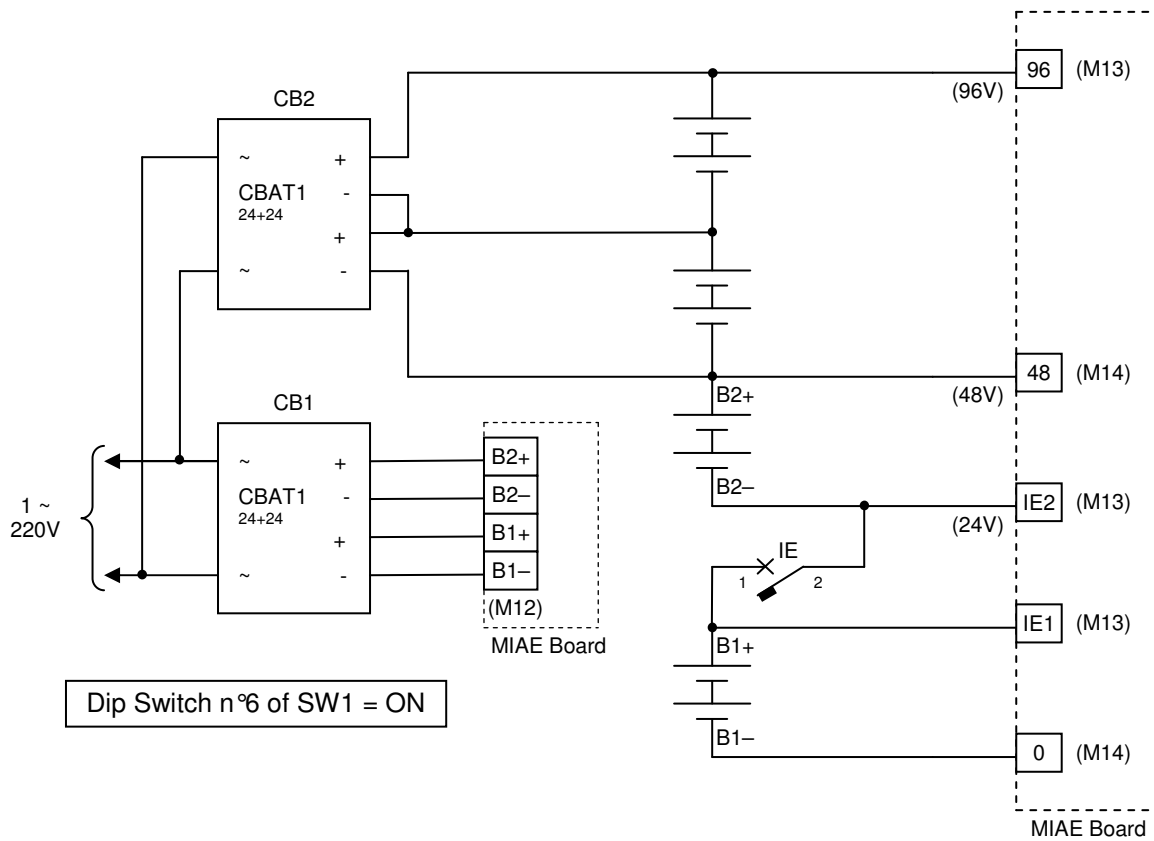 96 (M13)
(96V)
CB2
~ +
CBAT1 -
24+24
+
~ -
48 (M14)
(48V)
B2+
CB1
~ +
CBAT1 -
24+24
+
~ -
B2+
B2–
B1+
B1–
(M12)
MIAE Board
1 ~
220V
B2–
IE2 (M13)
(24V)
IE
1 2
IE1 (M13)
B1+
Dip Switch n°6 of SW1 = ON
B1–
0 (M14)
MIAE Board